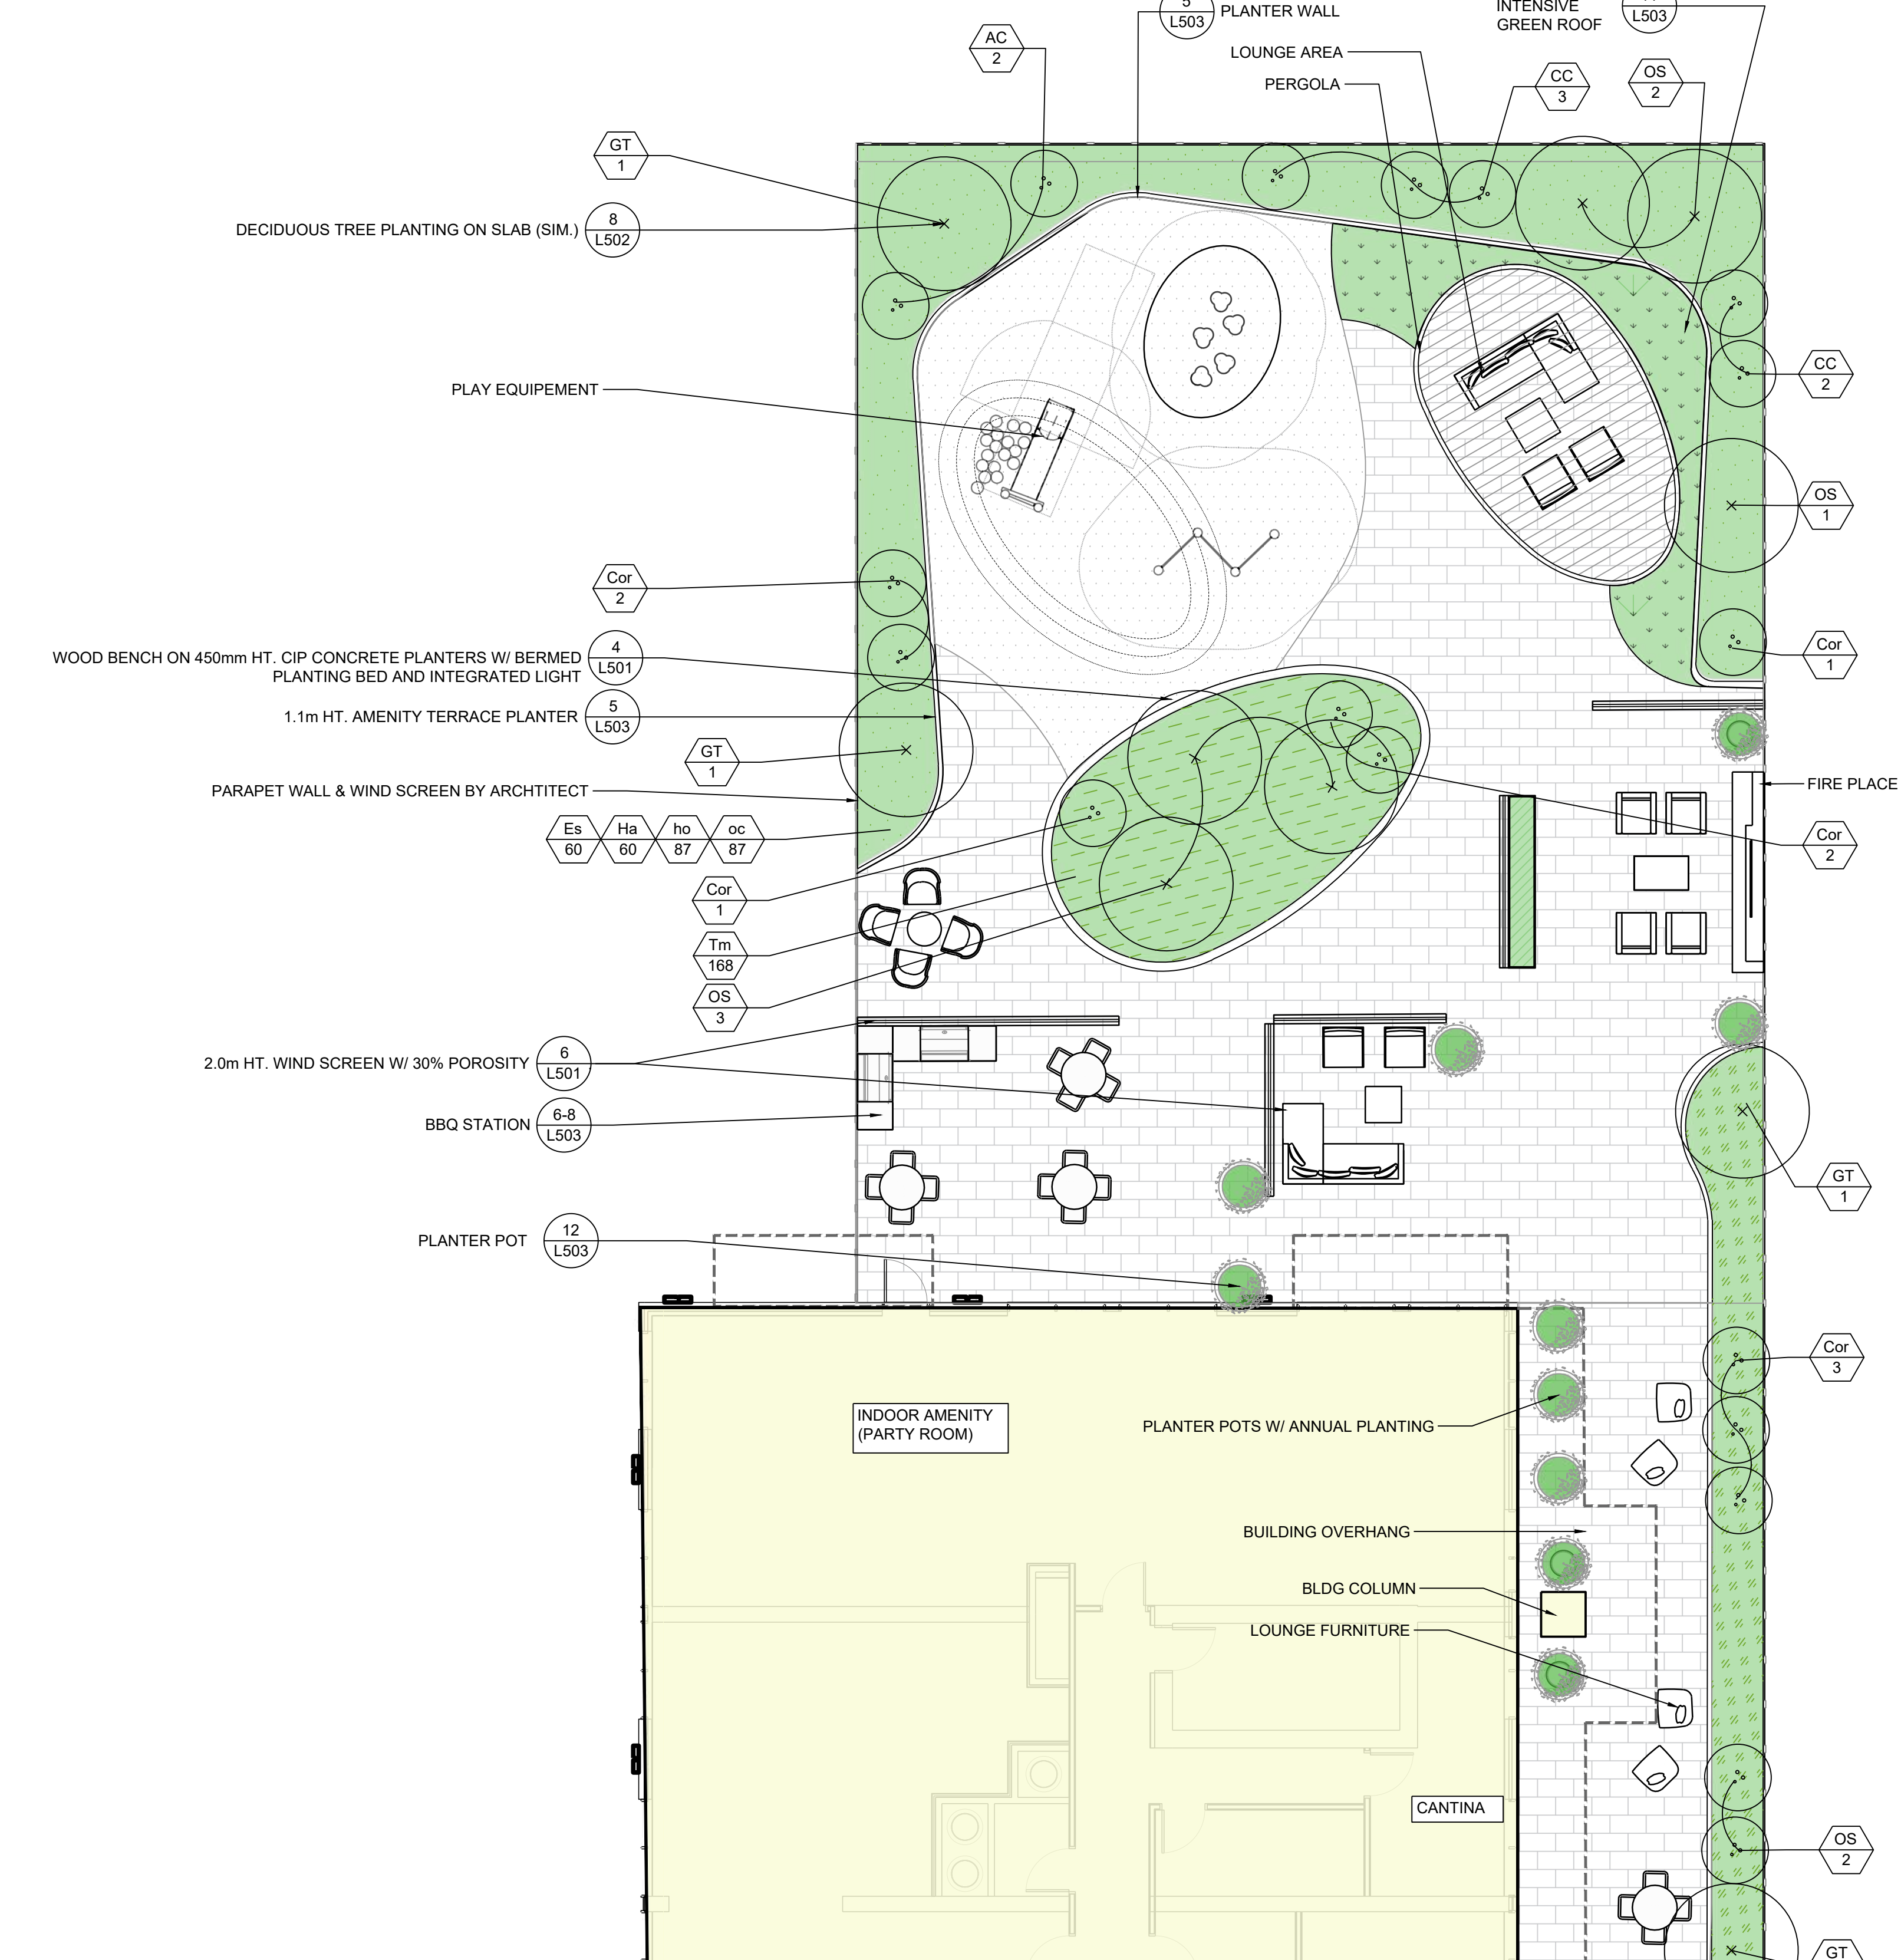 5
L503
PLANTER WALL
INTENSIVE
GREEN ROOF
L503
AC
2
LOUNGE AREA
PERGOLA
CC
3
OS
2
GT
1
DECIDUOUS TREE PLANTING ON SLAB (SIM.)
8
L502
PLAY EQUIPEMENT
CC
2
OS
1
Cor
2
Cor
1
WOOD BENCH ON 450mm HT. CIP CONCRETE PLANTERS W/ BERMED
PLANTING BED AND INTEGRATED LIGHT
4
L501
1.1m HT. AMENITY TERRACE PLANTER
5
L503
GT
1
PARAPET WALL & WIND SCREEN BY ARCHTITECT
FIRE PLACE
Es
60
Ha
60
ho
87
oc
87
Cor
2
Cor
1
Tm
168
OS
3
2.0m HT. WIND SCREEN W/ 30% POROSITY
6
L501
BBQ STATION
6-8
L503
GT
1
PLANTER POT
12
L503
Cor
3
INDOOR AMENITY
(PARTY ROOM)
PLANTER POTS W/ ANNUAL PLANTING
BUILDING OVERHANG
BLDG COLUMN
LOUNGE FURNITURE
CANTINA
OS
2
GT